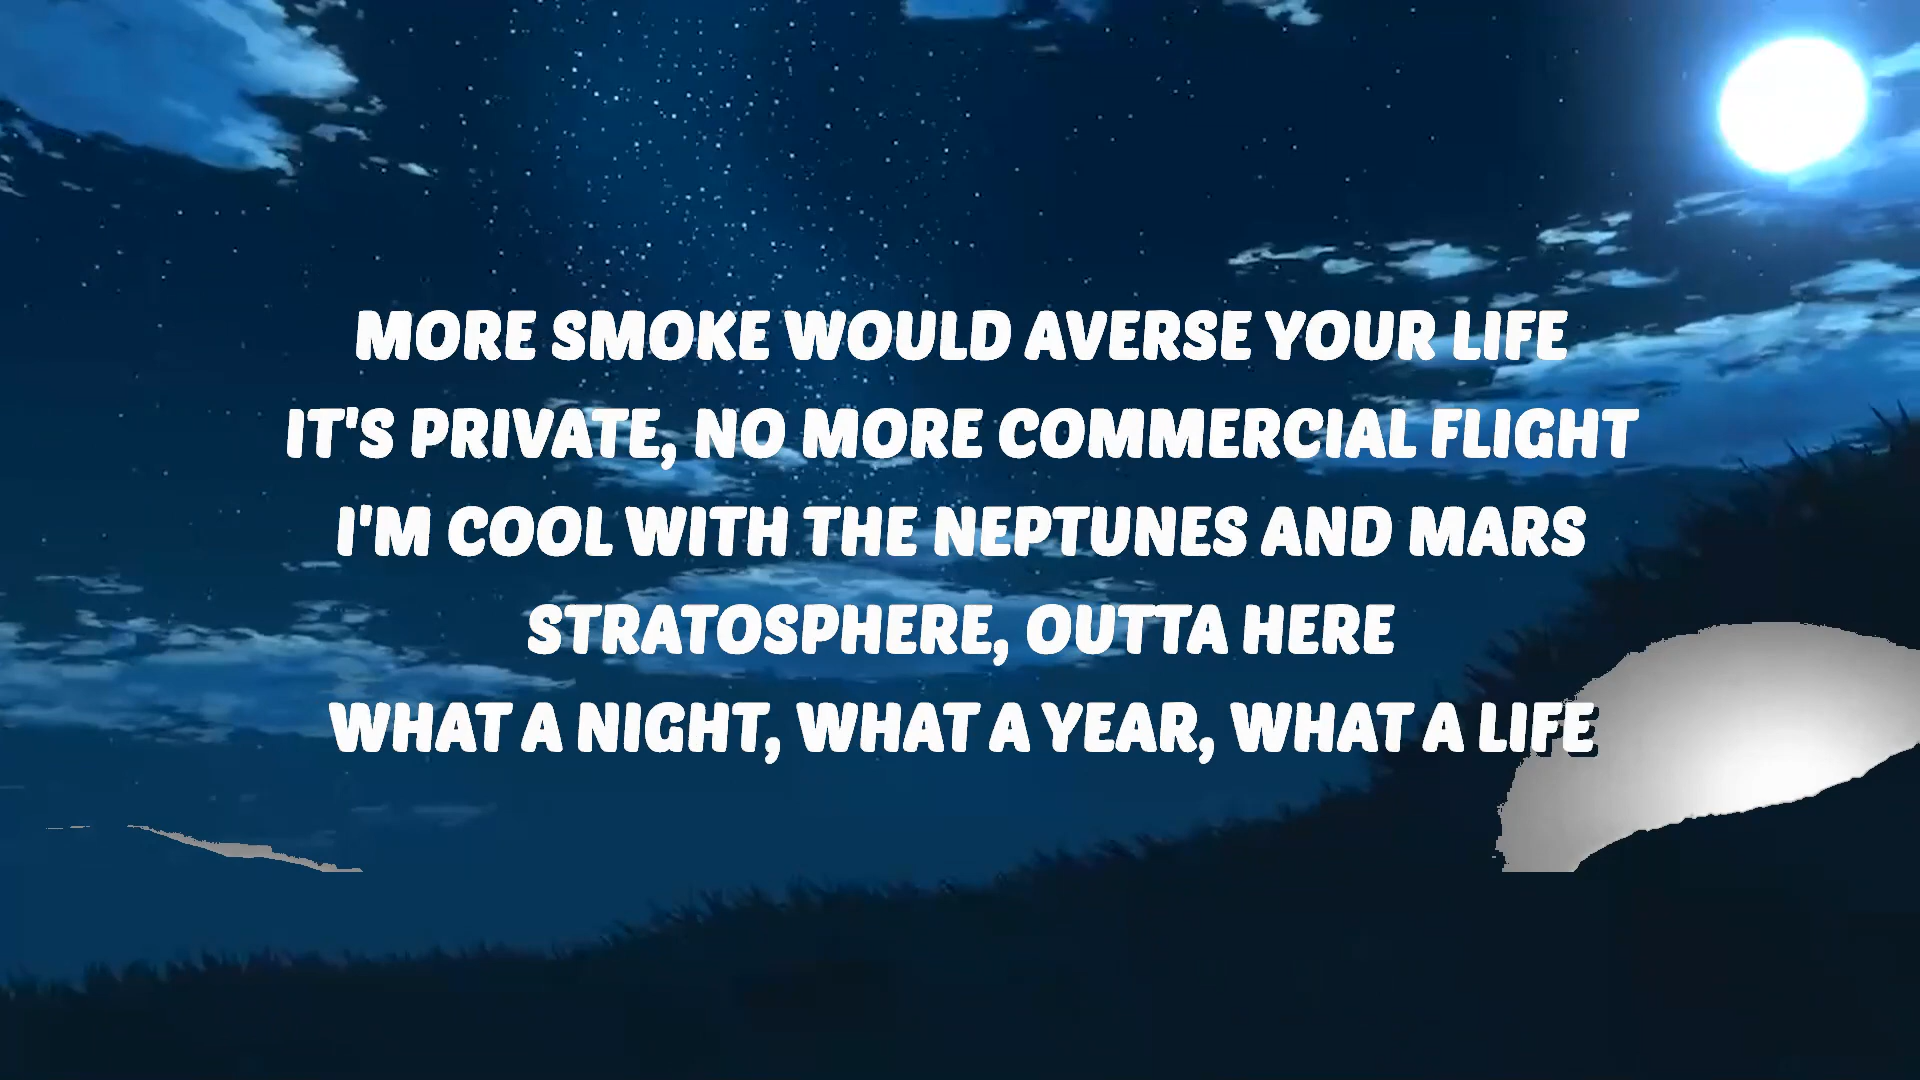 MORE SMOKE WOULD AVERSE YOUR LIFE
IT'S PRIVATE, NO MORE COMMERCIAL FLIGHT
I'M COOL WITH THE NEPTUNES AND MARS
STRATOSPHERE, OUTTA HERE
WHAT A NIGHT, WHAT A YEAR, WHAT A LIFE